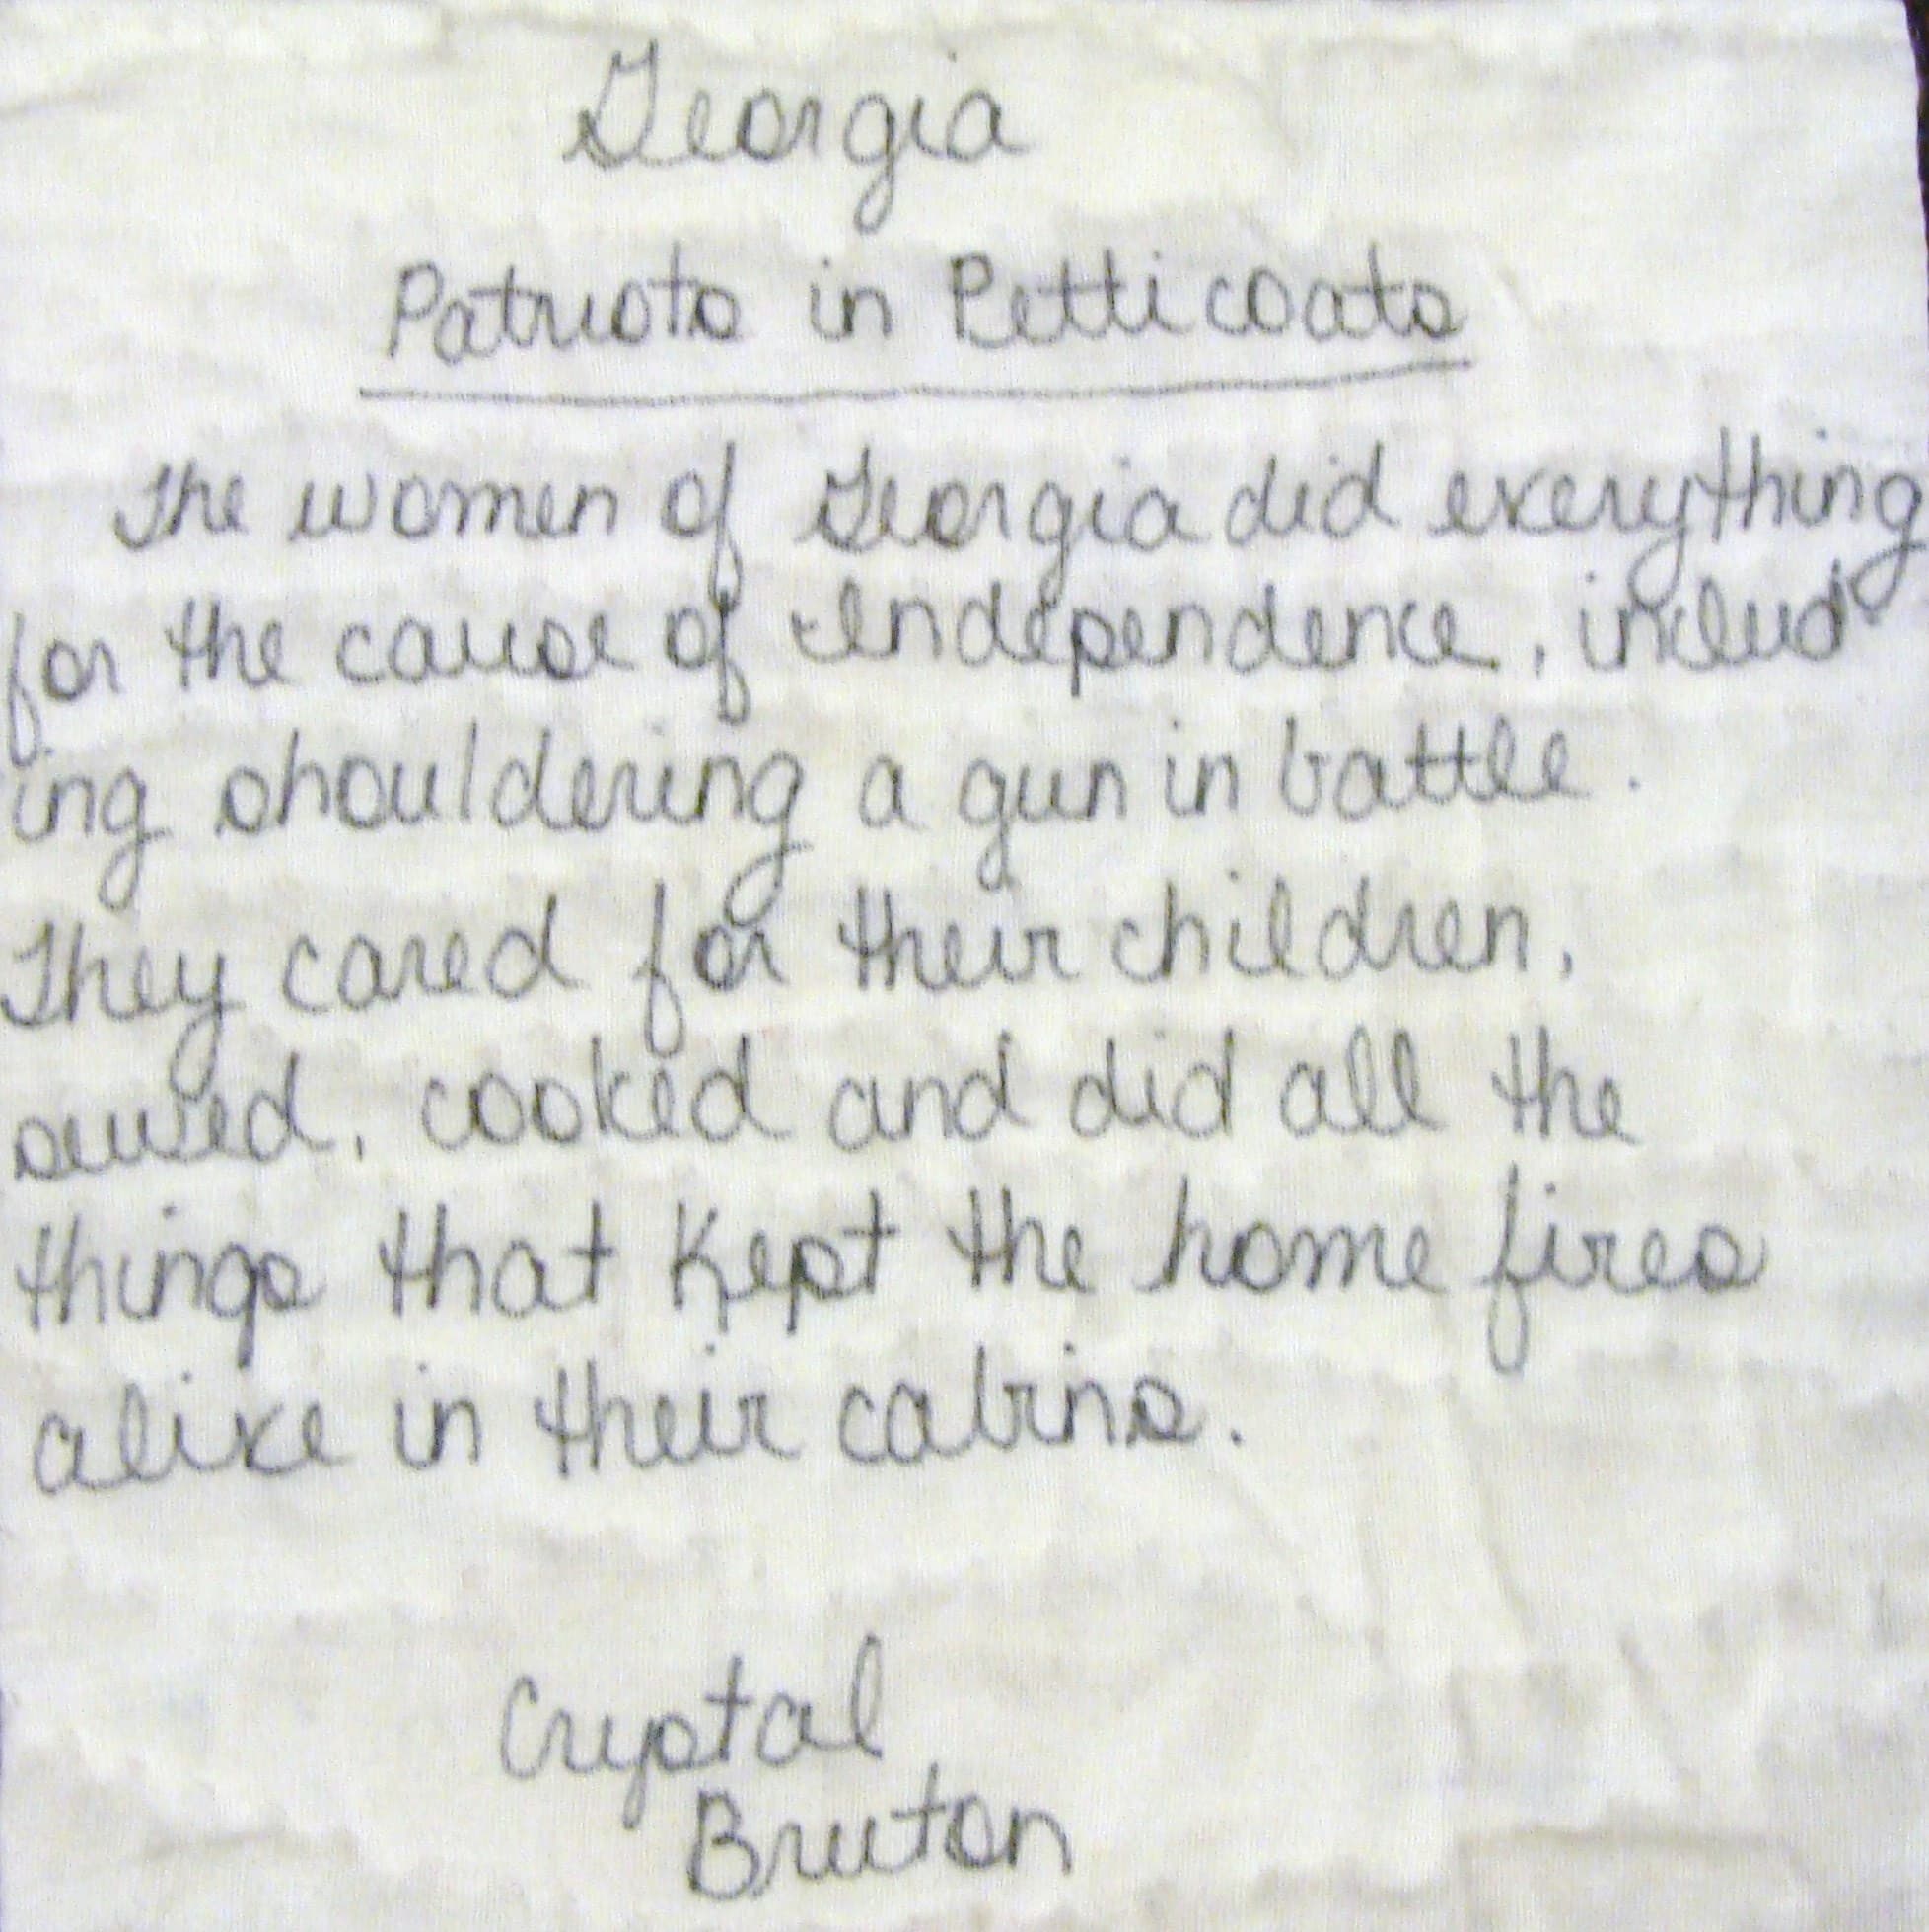 Georgia
Patriots in Petticoats
The women of Georgia did everything
for the cause of Independence, includ-
ing shouldering a gun in battle.
They cared for their children,
sewed, cooked and did all the
things that kept the home fires
alive in their cabins.
Crystal
Bruton